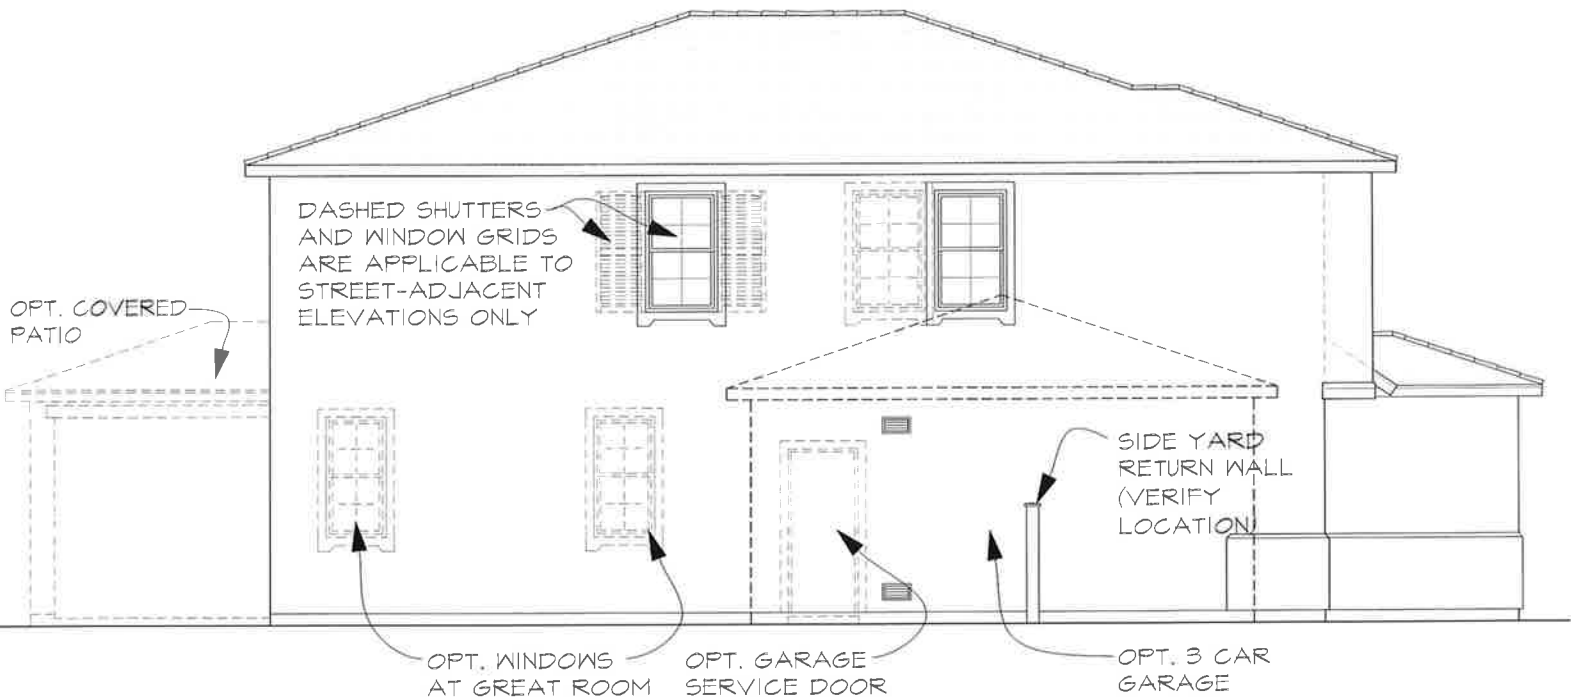 DASHED SHUTTERS
AND WINDOW GRIDS
ARE APPLICABLE TO
STREET-ADJACENT
ELEVATIONS ONLY
OPT. COVERED
PATIO
SIDE YARD
RETURN WALL
(VERIFY
LOCATION)
OPT. WINDOWS
AT GREAT ROOM
OPT. GARAGE
SERVICE DOOR
OPT. 3 CAR
GARAGE